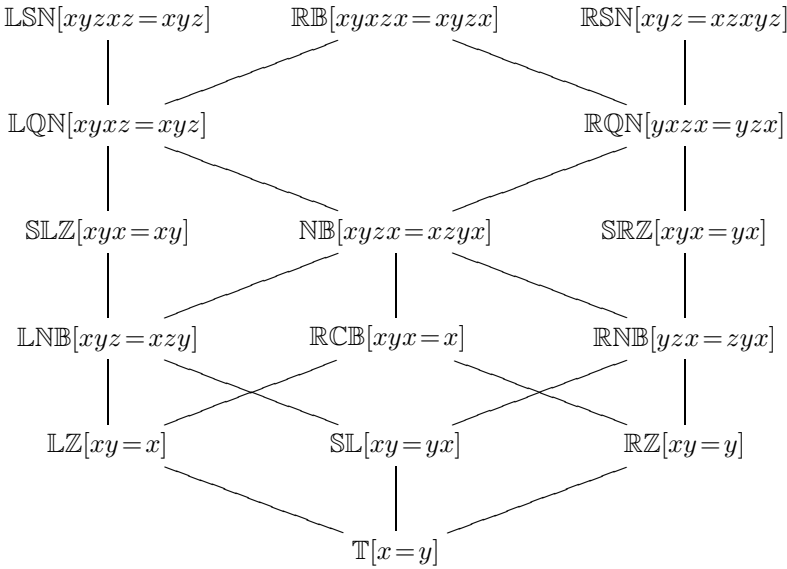 𝕃𝕊ℕ[xyzxz = xyz] ℝ𝔹[xyxzx = xyzx] ℝ𝕊ℕ[xyz = xzxyz]
𝕃ℚℕ[xyxz = xyz] ℝℚℕ[yxzx = yzx]
𝕊𝕃ℤ[xyx = xy] ℕ𝔹[xyzx = xzyx] 𝕊ℝℤ[xyx = yx]
𝕃ℕ𝔹[xyz = xzy] ℝℂ𝔹[xyx = x] ℝℕ𝔹[yzx = zyx]
𝕃ℤ[xy = x] 𝕊𝕃[xy = yx] ℝℤ[xy = y]
𝕋[x = y]